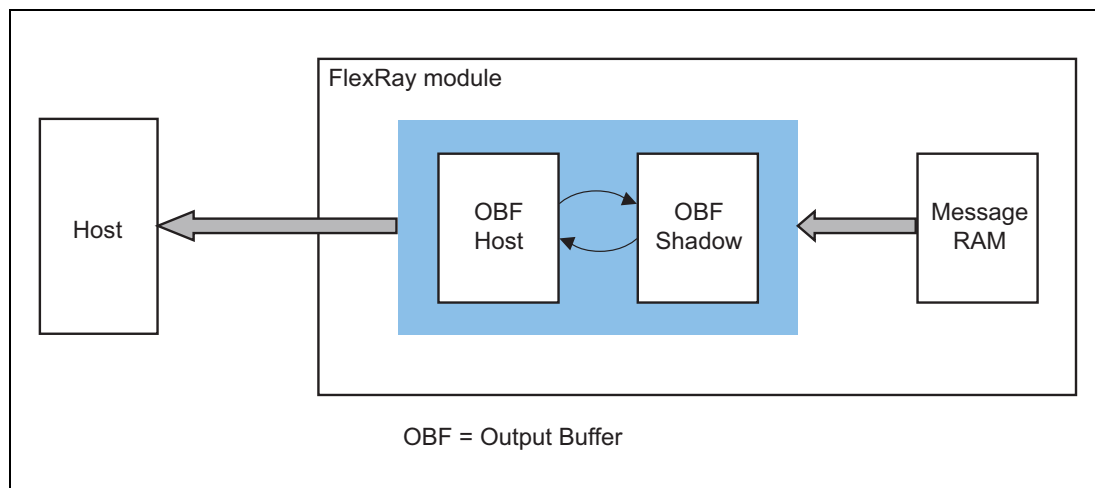 FlexRay module
Host
OBF
Host
OBF
Shadow
Message
RAM
OBF = Output Buffer